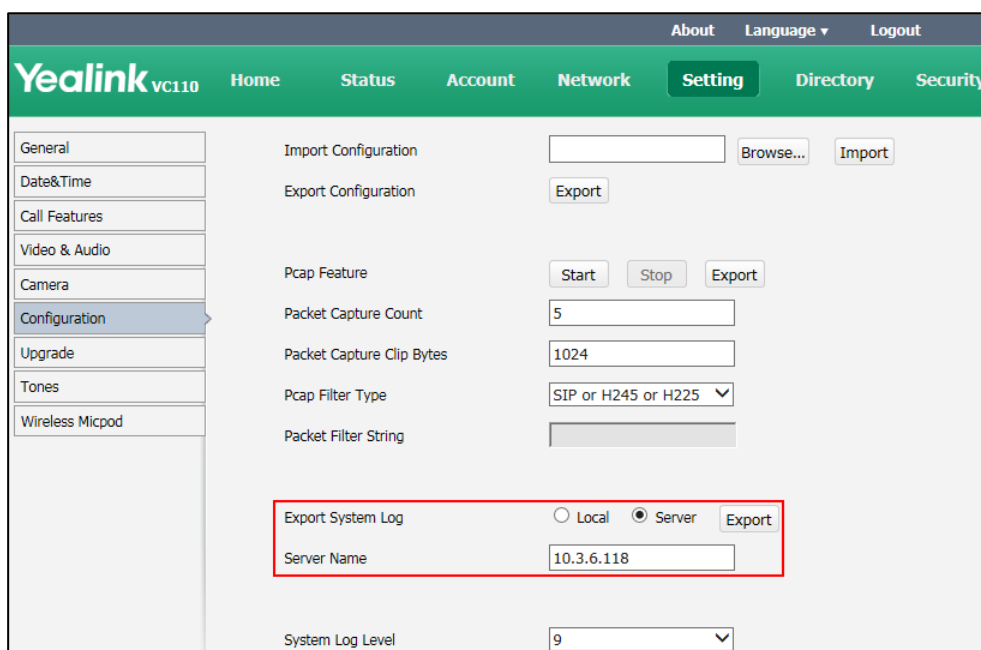 About Language ▾ Logout
Yealink VC110 Home Status Account Network Setting Directory Security
General
Date&Time
Call Features
Video & Audio
Camera
Configuration
Upgrade
Tones
Wireless Micpod
Import Configuration Browse... Import
Export Configuration Export
Pcap Feature Start Stop Export
Packet Capture Count 5
Packet Capture Clip Bytes 1024
Pcap Filter Type SIP or H245 or H225
Packet Filter String
Export System Log Local Server Export
Server Name 10.3.6.118
System Log Level 9